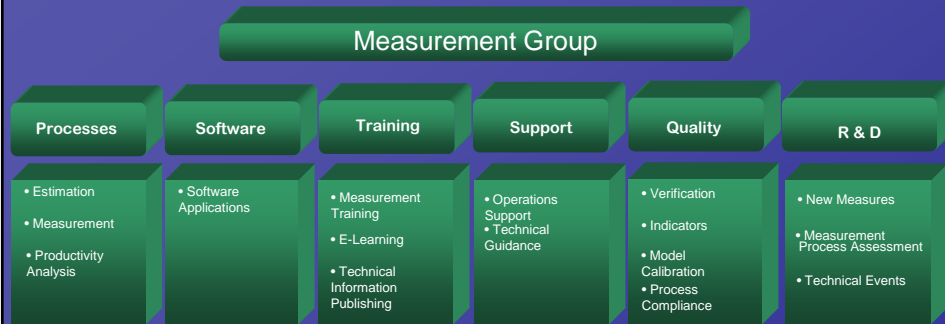 Measurement Group
Processes
Software
Training
Support
Quality
R & D
• Estimation
• Measurement
• Productivity
Analysis
• Software
Applications
• Measurement
Training
• E-Learning
• Technical
Information
Publishing
• Operations
Support
• Technical
Guidance
• Verification
• Indicators
• Model
Calibration
• Process
Compliance
• New Measures
• Measurement
Process Assessment
• Technical Events